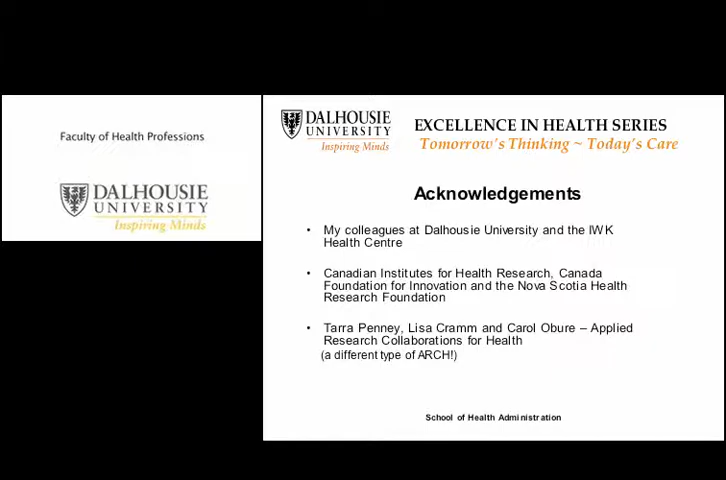 Faculty of Health Professions
DALHOUSIE
UNIVERSITY
Inspiring Minds
DALHOUSIE
UNIVERSITY
Inspiring Minds
EXCELLENCE IN HEALTH SERIES
Tomorrow's Thinking ~ Today's Care
Acknowledgements
• My colleagues at Dalhousie University and the IWK
Health Centre
• Canadian Institutes for Health Research, Canada
Foundation for Innovation and the Nova Scotia Health
Research Foundation
• Tarra Penney, Lisa Cramm and Carol Obure – Applied
Research Collaborations for Health
(a different type of ARCH!)
School of Health Administration